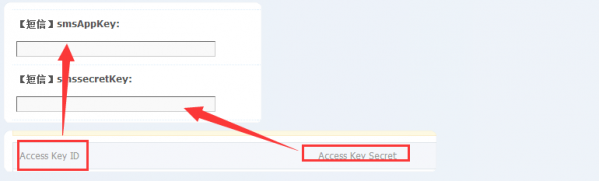 【短信】smsAppKey:
【短信】smssecretKey:
Access Key ID
Access Key Secret